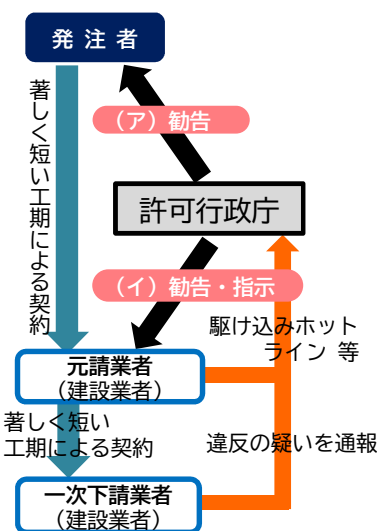 発注者
著しく短い工期による契約
（ア）勧告
許可行政庁
（イ）勧告・指示
駆け込みホット
ライン 等
元請業者
（建設業者）
著しく短い
工期による契約
違反の疑いを通報
一次下請業者
（建設業者）